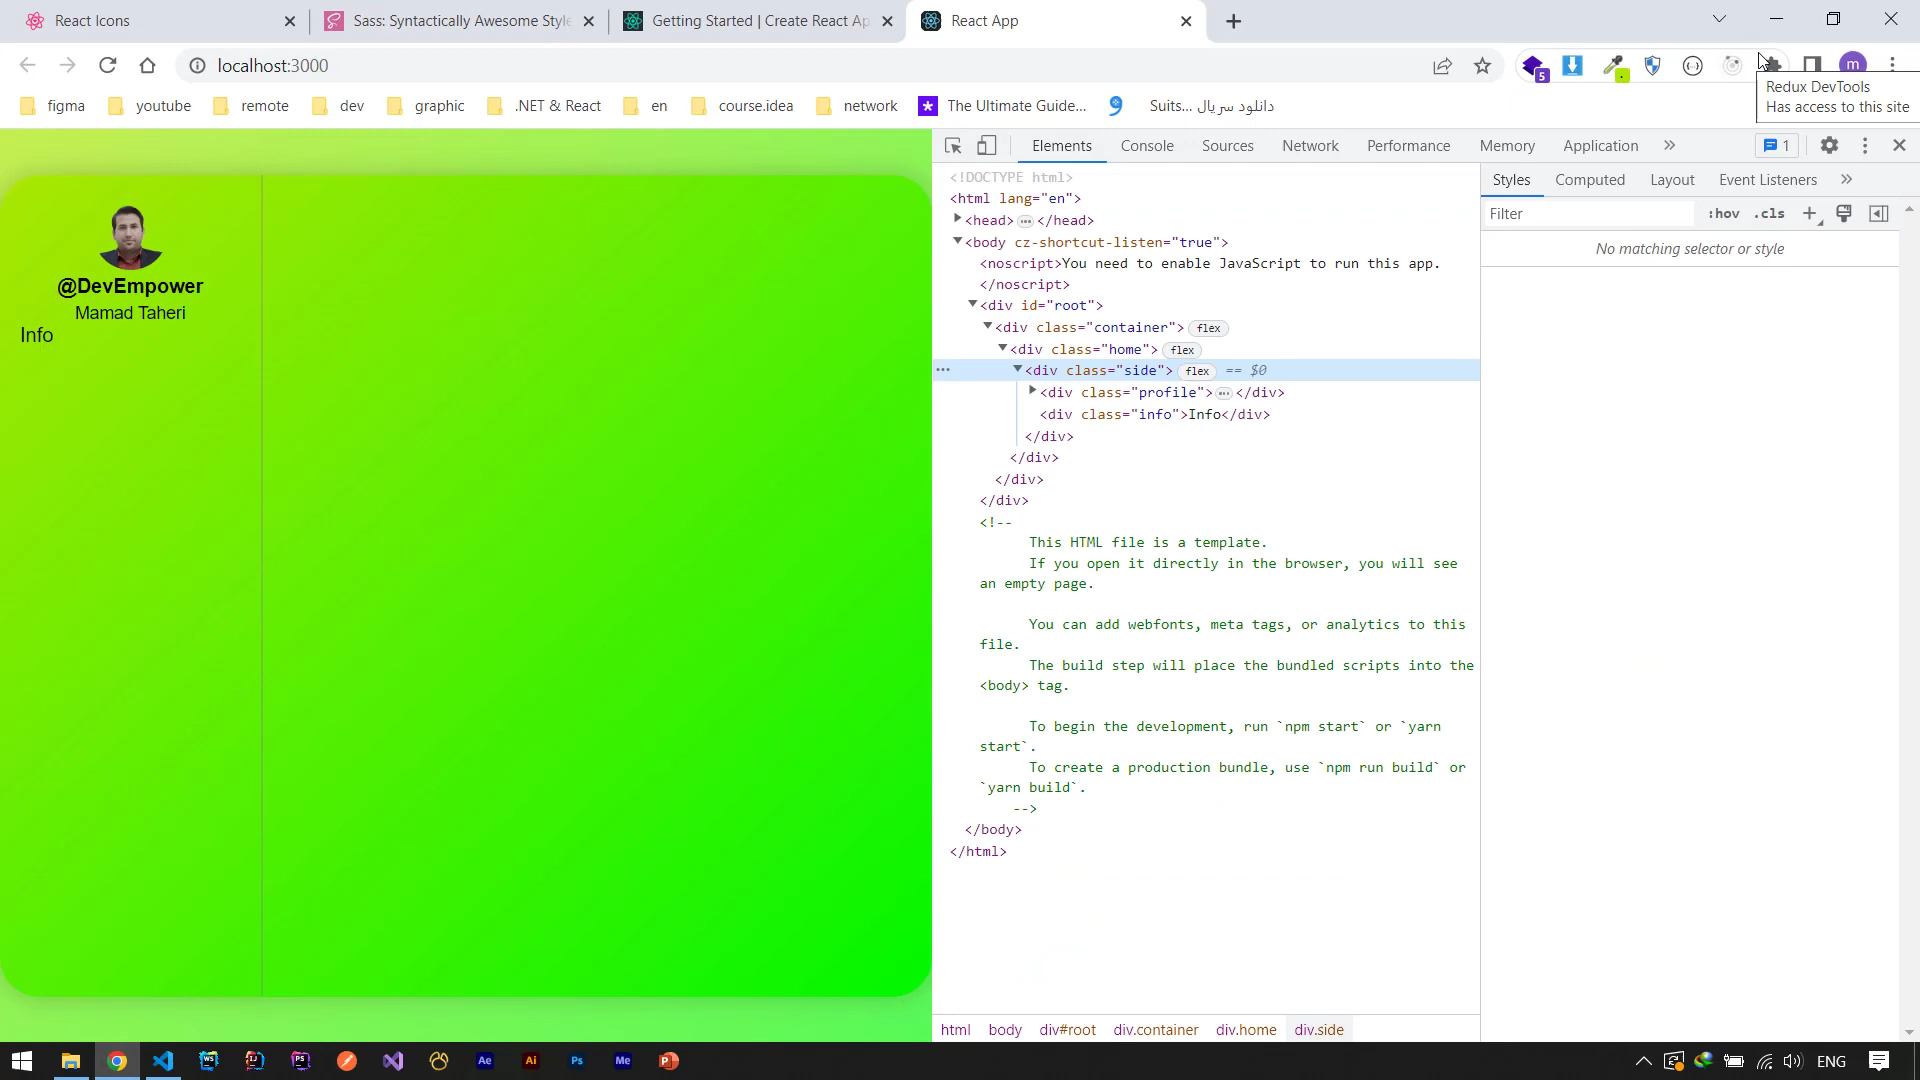 React Icons
Sass: Syntactically Awesome Style
Getting Started | Create React Ap
React App
localhost:3000
5
m
Redux DevTools
Has access to this site
figma
youtube
remote
dev
graphic
.NET & React
en
course.idea
network
The Ultimate Guide...
دانلود سریال ...Suits
@DevEmpower
Mamad Taheri
Info
Elements
Console
Sources
Network
Performance
Memory
Application
1
<!DOCTYPE html>
<html lang="en">
<head>…</head>
<body cz-shortcut-listen="true">
<noscript>You need to enable JavaScript to run this app.
</noscript>
<div id="root">
<div class="container"> flex
<div class="home"> flex
<div class="side"> flex == $0
<div class="profile">…</div>
<div class="info">Info</div>
</div>
</div>
</div>
</div>
<!--
This HTML file is a template.
If you open it directly in the browser, you will see
an empty page.
You can add webfonts, meta tags, or analytics to this
file.
The build step will place the bundled scripts into the
<body> tag.
To begin the development, run `npm start` or `yarn
start`.
To create a production bundle, use `npm run build` or
`yarn build`.
-->
</body>
</html>
html body div#root div.container div.home div.side
Styles
Computed
Layout
Event Listeners
Filter
:hov
.cls
No matching selector or style
WS
IJ
PS
Ae
Ai
Ps
Me
P
ENG